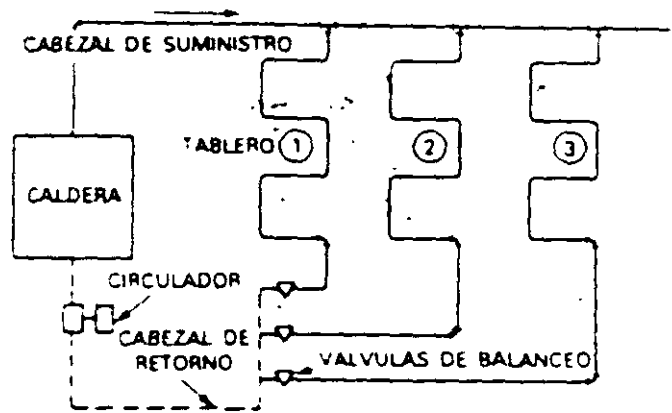 CABEZAL DE SUMINISTRO
TABLERO
1
2
3
CALDERA
CIRCULADOR
CABEZAL DE
RETORNO
VALVULAS DE BALANCEO